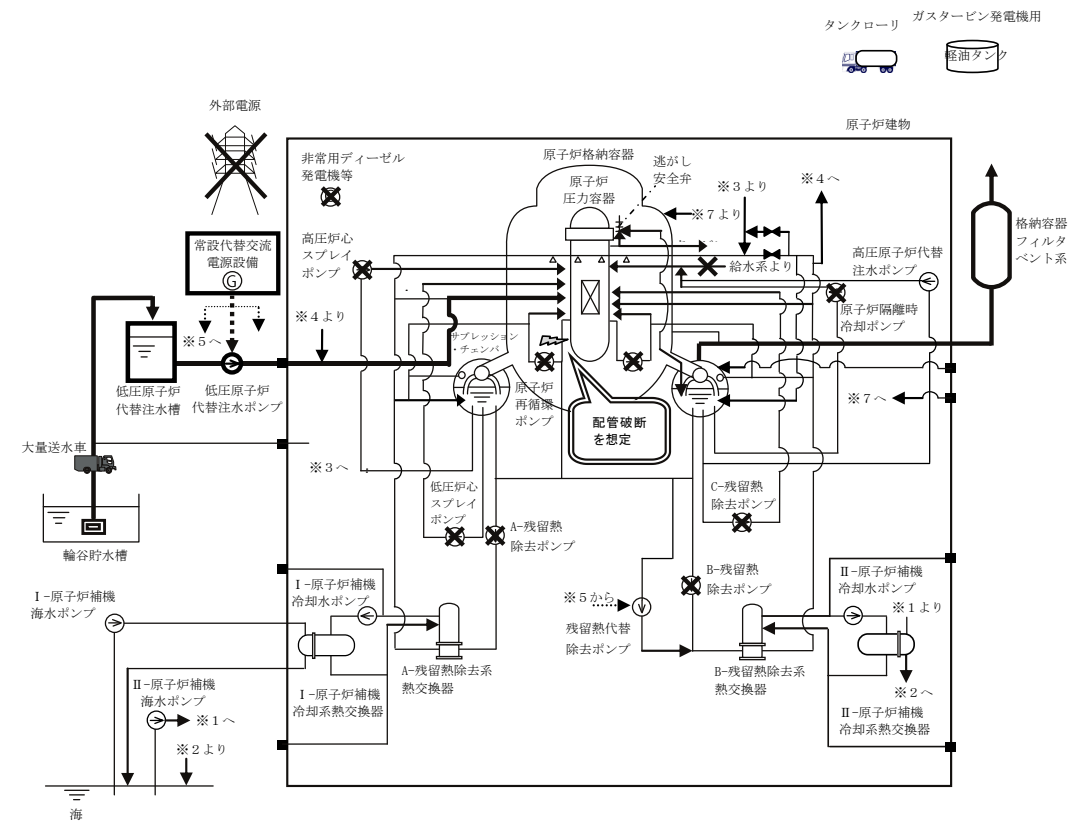 ガスタービン発電機用
タンクローリ
軽油タンク
外部電源
原子炉建物
非常用ディーゼル
発電機等
原子炉格納容器
原子炉
圧力容器
逃がし
安全弁
※３より
※４へ
※７より
格納容器
フィルタ
ベント系
常設代替交流
電源設備
G
高圧炉心
スプレイ
ポンプ
給水系より
高圧原子炉代替
注水ポンプ
原子炉隔離時
冷却ポンプ
※４より
※５へ
サプレッション
・チェンバ
低圧原子炉
代替注水槽
低圧原子炉
代替注水ポンプ
原子炉
再循環
ポンプ
配管破断
を想定
※７へ
大量送水車
※３へ
低圧炉心
スプレイ
ポンプ
A-残留熱
除去ポンプ
C-残留熱
除去ポンプ
輪谷貯水槽
B-残留熱
除去ポンプ
Ⅰ-原子炉補機
海水ポンプ
Ⅰ-原子炉補機
冷却水ポンプ
※５から
残留熱代替
除去ポンプ
Ⅱ-原子炉補機
冷却水ポンプ
※１より
A-残留熱除去系
熱交換器
B-残留熱除去系
熱交換器
※２へ
Ⅱ-原子炉補機
海水ポンプ
※１へ
※２より
Ⅰ-原子炉補機
冷却系熱交換器
Ⅱ-原子炉補機
冷却系熱交換器
海